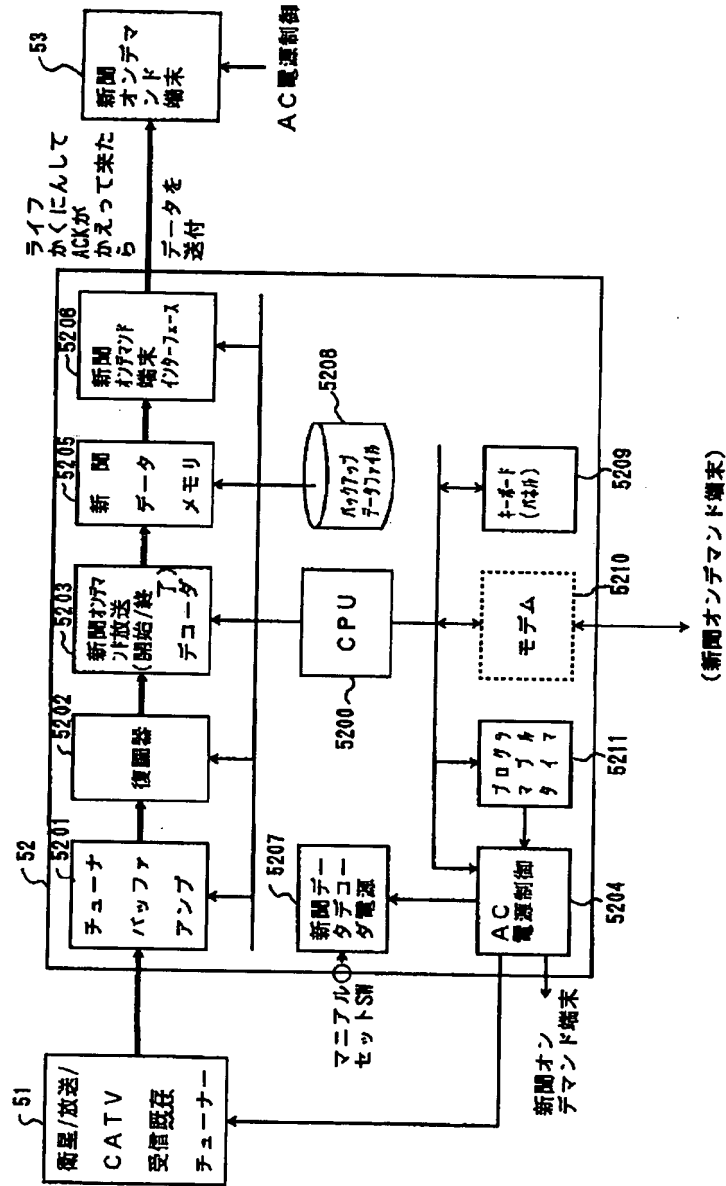 51
衛星/放送/
CATV
受信既存
チューナー
52
5201
チューナ
バッファ
アンプ
5202
復調器
5203
新聞オンデマ
ンド放送
(開始/終
了)
デコーダ
5205
新聞
データ
メモリ
5206
新聞
オンデマンド
端末
インターフェース
ライフ
かくにんして
ACKが
かえって来た
ら
データを
送付
53
新聞
オンデマ
ンド
端末
AC電源制御
マニアル
セットSW
5207
新聞デー
タデコー
ダ電源
CPU
5200
5208
バックアップ
データファイル
AC
電源制御
5204
プログラ
マブル
タイマ
5211
モデム
5210
キーボード
(パネル)
5209
新聞オン
デマンド端末
(新聞オンデマンド端末)